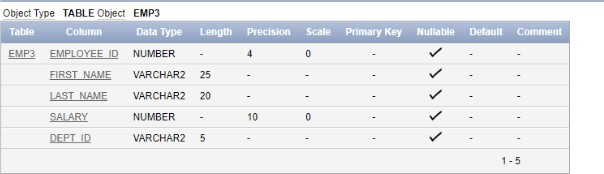 Object Type TABLE Object EMP3
Table Column Data Type Length Precision Scale Primary Key Nullable Default Comment
EMP3 EMPLOYEE_ID NUMBER - 4 0 - ✓ - -
FIRST_NAME VARCHAR2 25 - - - ✓ - -
LAST_NAME VARCHAR2 20 - - - ✓ - -
SALARY NUMBER - 10 0 - ✓ - -
DEPT_ID VARCHAR2 5 - - - ✓ - -
1 - 5